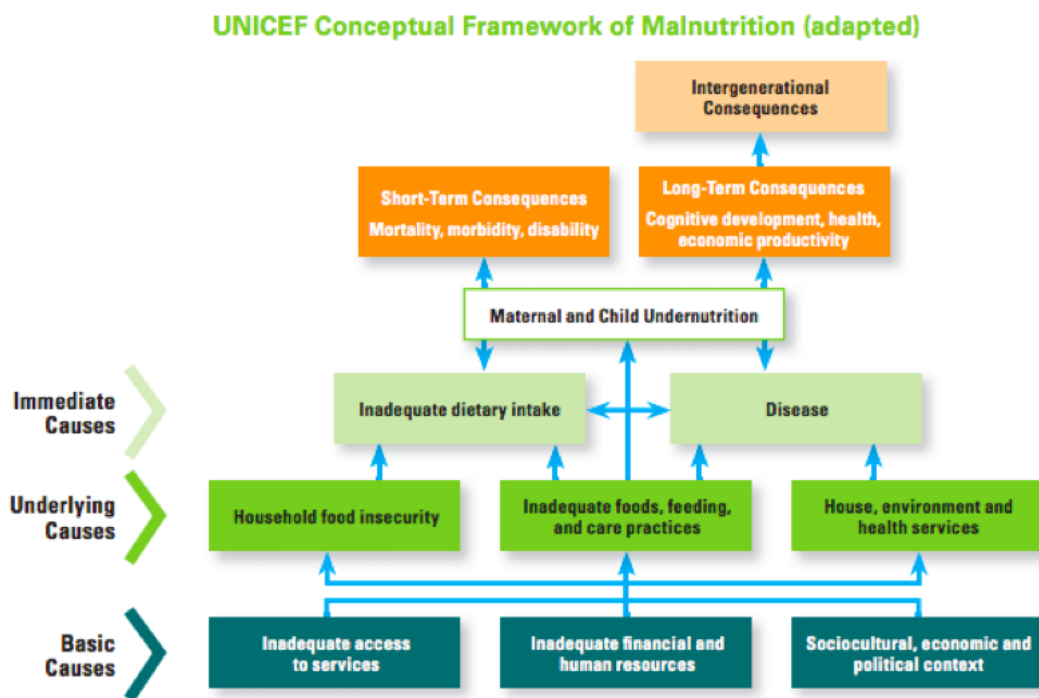 UNICEF Conceptual Framework of Malnutrition (adapted)
Intergenerational
Consequences
Short-Term Consequences
Mortality, morbidity, disability
Long-Term Consequences
Cognitive development, health,
economic productivity
Maternal and Child Undernutrition
Immediate
Causes
Inadequate dietary intake
Disease
Underlying
Causes
Household food insecurity
Inadequate foods, feeding,
and care practices
House, environment and
health services
Basic
Causes
Inadequate access
to services
Inadequate financial and
human resources
Sociocultural, economic and
political context